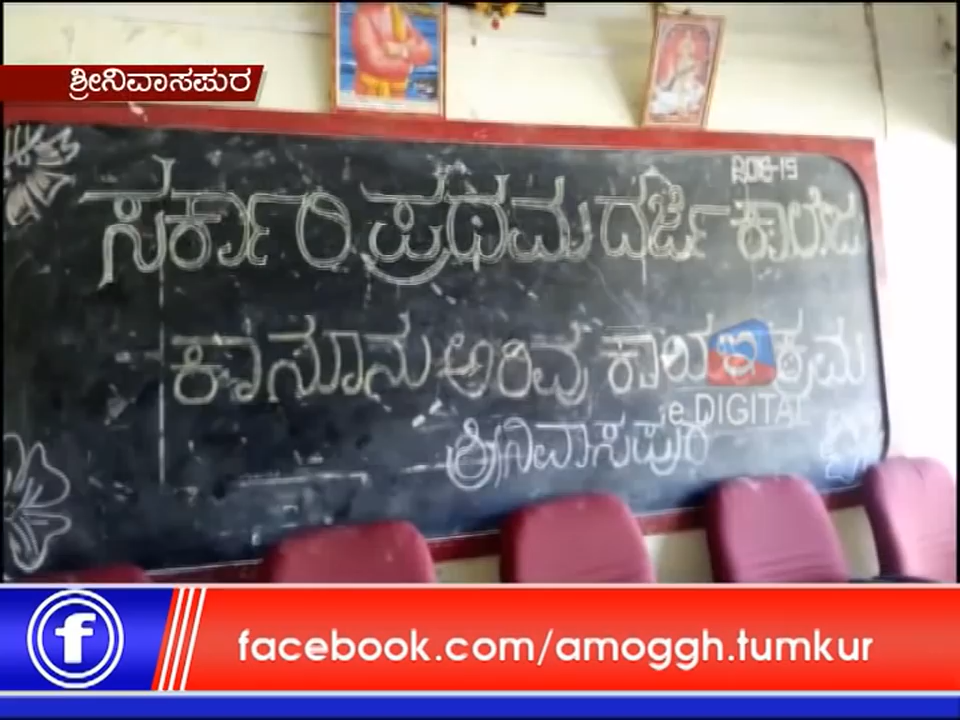 ಶ್ರೀನಿವಾಸಪುರ
2018-19
ಸರ್ಕಾರಿ ಪ್ರಥಮ ದರ್ಜೆ ಕಾಲೇಜು
ಕಾನೂನು ಅರಿವು ಕಾರ್ಯಕ್ರಮ
e DIGITAL
ಶ್ರೀನಿವಾಸಪುರ
facebook.com/amoggh.tumkur